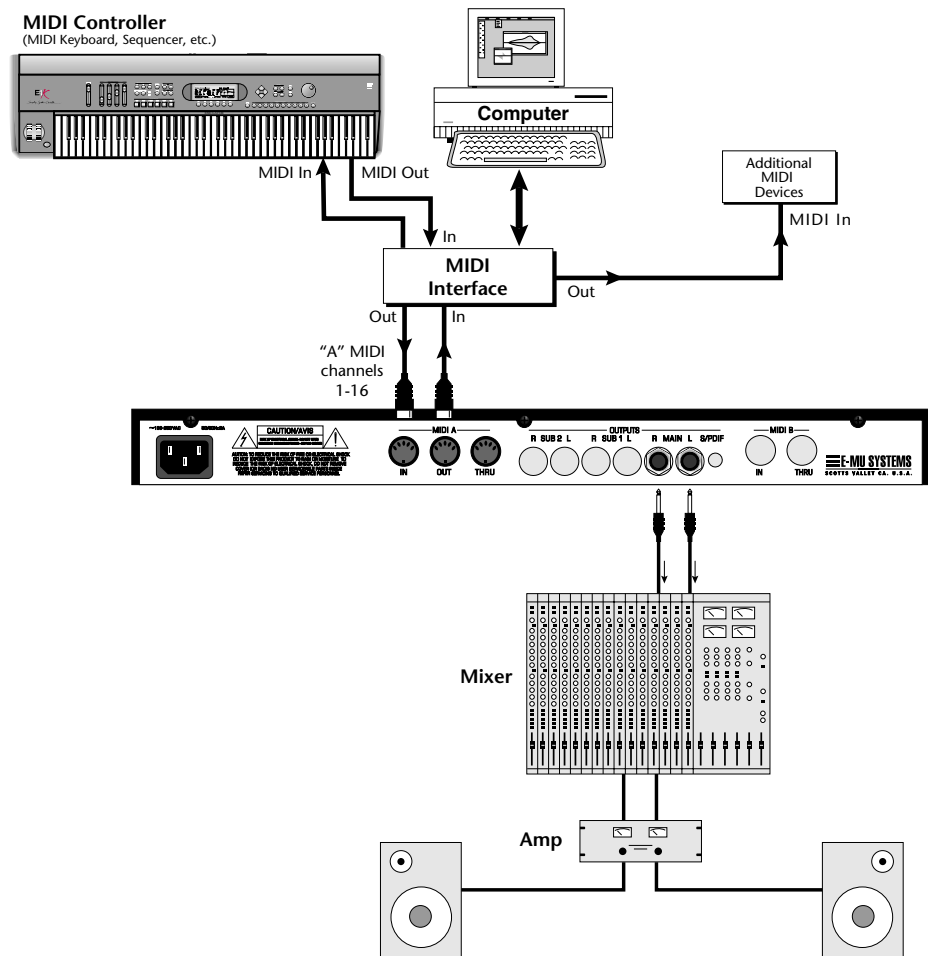 MIDI Controller
(MIDI Keyboard, Sequencer, etc.)
Computer
MIDI In
MIDI Out
In
Additional
MIDI
Devices
MIDI In
MIDI
Interface
Out
Out
In
"A" MIDI
channels
1-16
CAUTION/AVIS
MIDI A
IN
OUT
THRU
OUTPUTS
R SUB 2 L
R SUB 1 L
R MAIN L
S/PDIF
MIDI B
IN
THRU
E-MU SYSTEMS
SCOTTS VALLEY CA. U.S.A.
Mixer
Amp